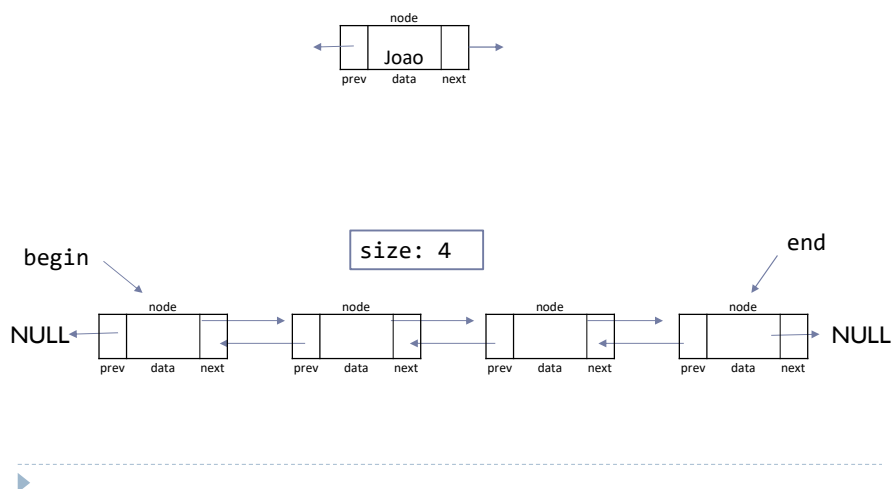 node
Joao
prev data next
size: 4
begin
end
node node node node
NULL NULL
prev data next prev data next prev data next prev data next